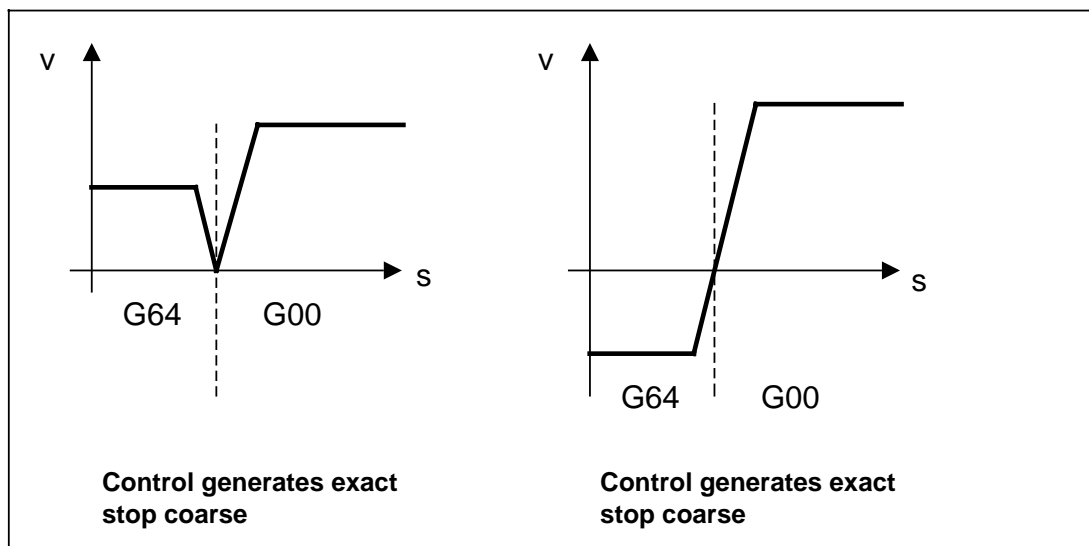 v
s
G64 G00
Control generates exact
stop coarse
v
s
G64 G00
Control generates exact
stop coarse